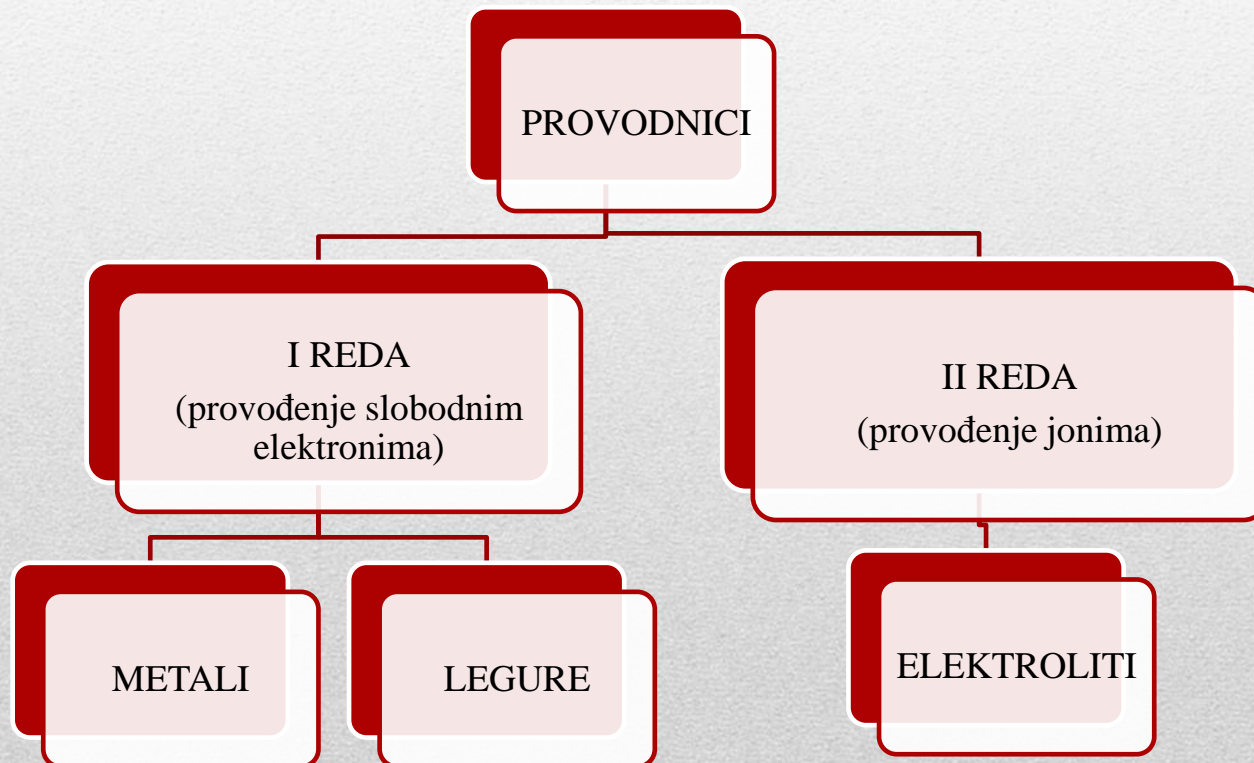 PROVODNICI
I REDA
(provođenje slobodnim
elektronima)
II REDA
(provođenje jonima)
METALI
LEGURE
ELEKTROLITI